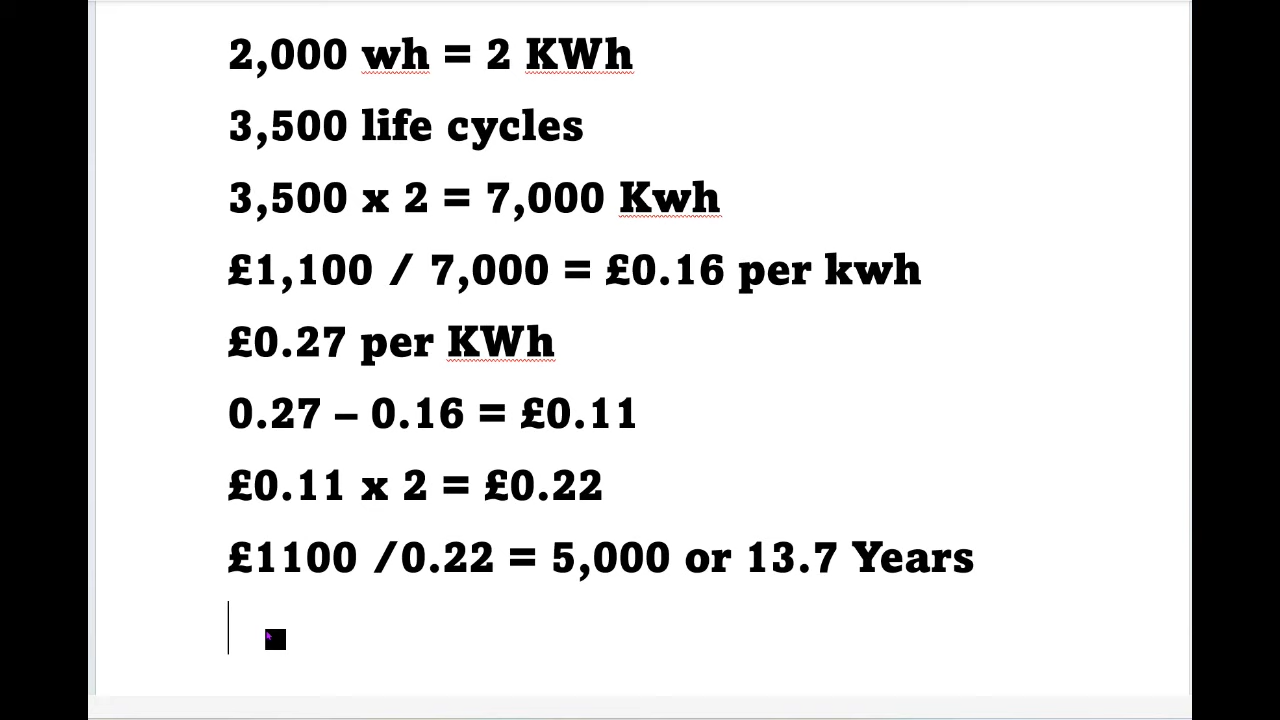 2,000 wh = 2 KWh
3,500 life cycles
3,500 x 2 = 7,000 Kwh
£1,100 / 7,000 = £0.16 per kwh
£0.27 per KWh
0.27 – 0.16 = £0.11
£0.11 x 2 = £0.22
£1100 /0.22 = 5,000 or 13.7 Years